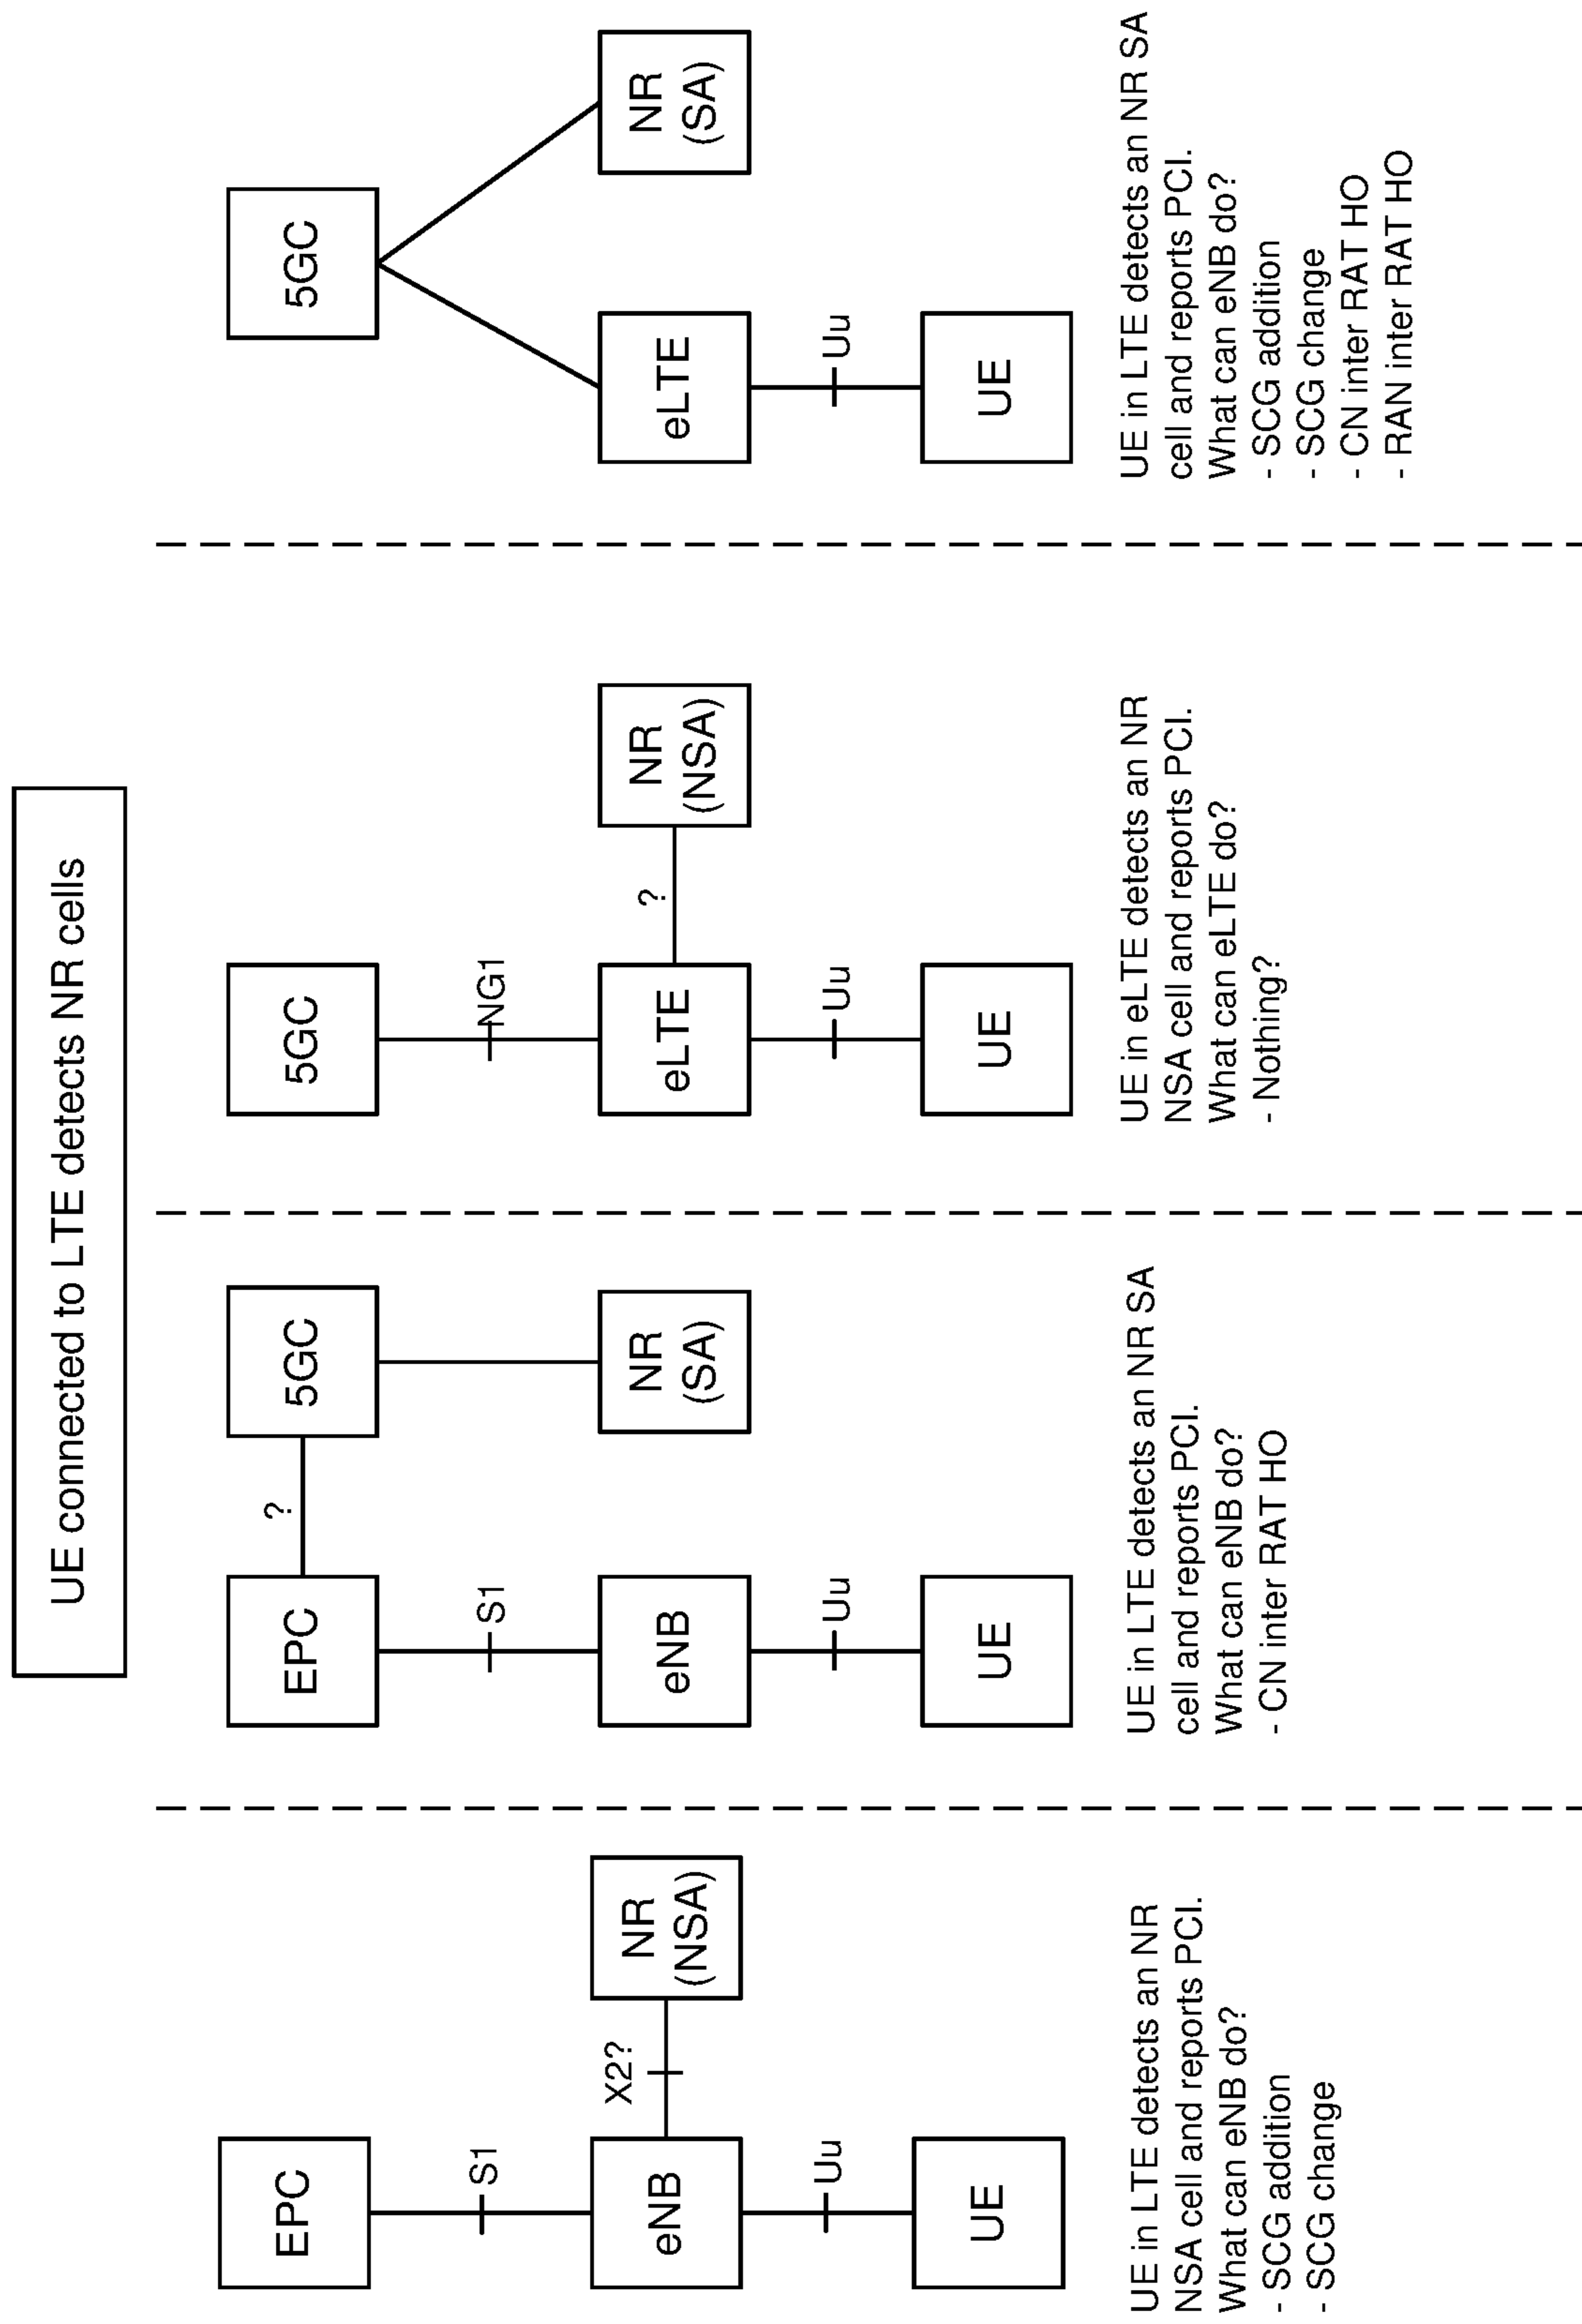 UE connected to LTE detects NR cells
EPC
S1
eNB
X2?
NR
(NSA)
Uu
UE
UE in LTE detects an NR
NSA cell and reports PCI.
What can eNB do?
- SCG addition
- SCG change
EPC
?
5GC
S1
eNB
NR
(SA)
Uu
UE
UE in LTE detects an NR SA
cell and reports PCI.
What can eNB do?
- CN inter RAT HO
5GC
NG1
eLTE
?
NR
(NSA)
Uu
UE
UE in eLTE detects an NR
NSA cell and reports PCI.
What can eLTE do?
- Nothing?
5GC
eLTE
NR
(SA)
Uu
UE
UE in LTE detects an NR SA
cell and reports PCI.
What can eNB do?
- SCG addition
- SCG change
- CN inter RAT HO
- RAN inter RAT HO